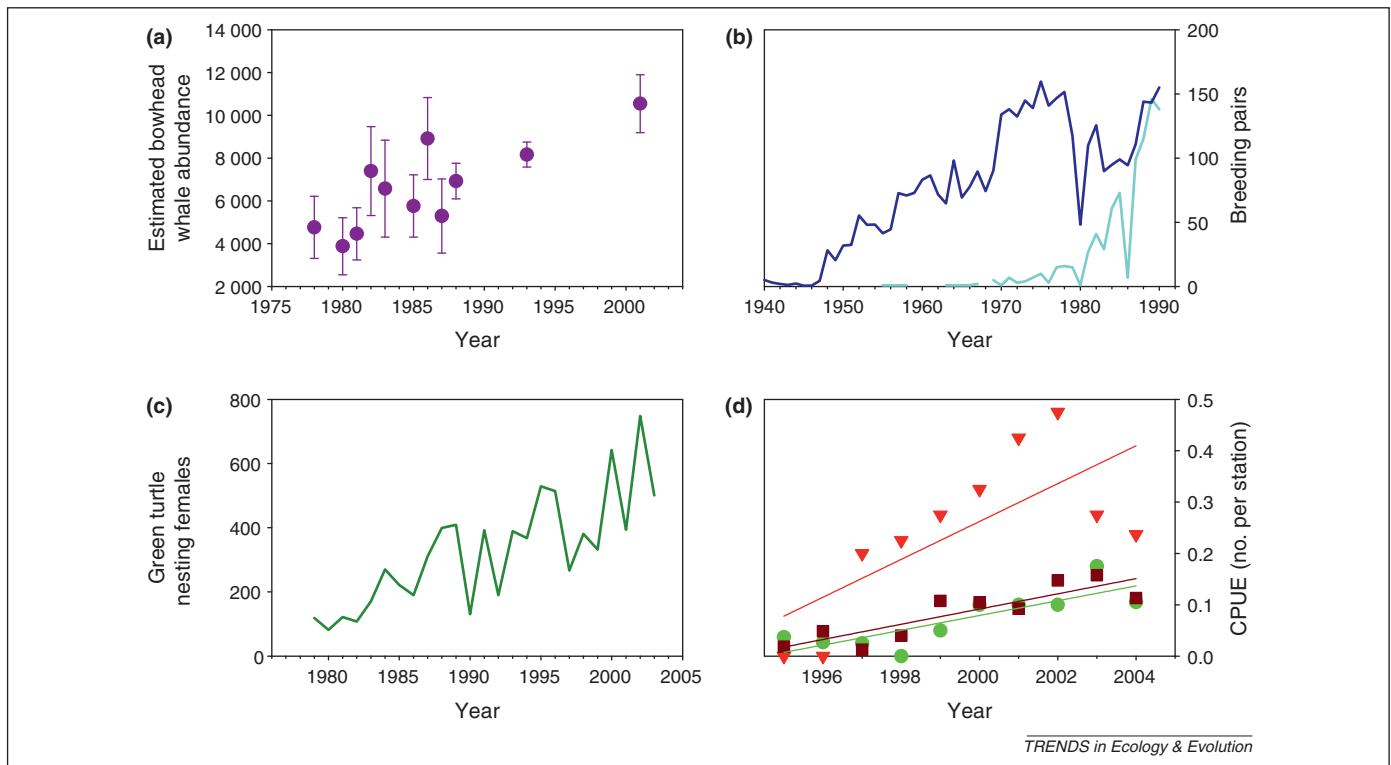 (a)
14 000
12 000
10 000
8 000
6 000
4 000
2 000
Estimated bowhead
whale abundance
1975 1980 1985 1990 1995 2000
Year
(b)
200
150
100
50
0
Breeding pairs
1940 1950 1960 1970 1980 1990
Year
(c)
800
600
400
200
0
Green turtle
nesting females
1980 1985 1990 1995 2000 2005
Year
(d)
0.5
0.4
0.3
0.2
0.1
0.0
CPUE (no. per station)
1996 1998 2000 2002 2004
Year
TRENDS in Ecology & Evolution